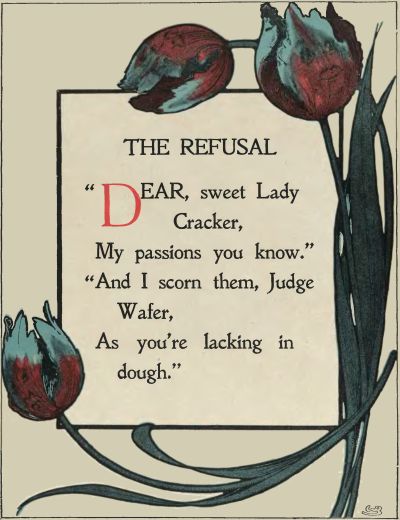 THE REFUSAL
“DEAR, sweet Lady
Cracker,
My passions you know.”
“And I scorn them, Judge
Wafer,
As you’re lacking in
dough.”